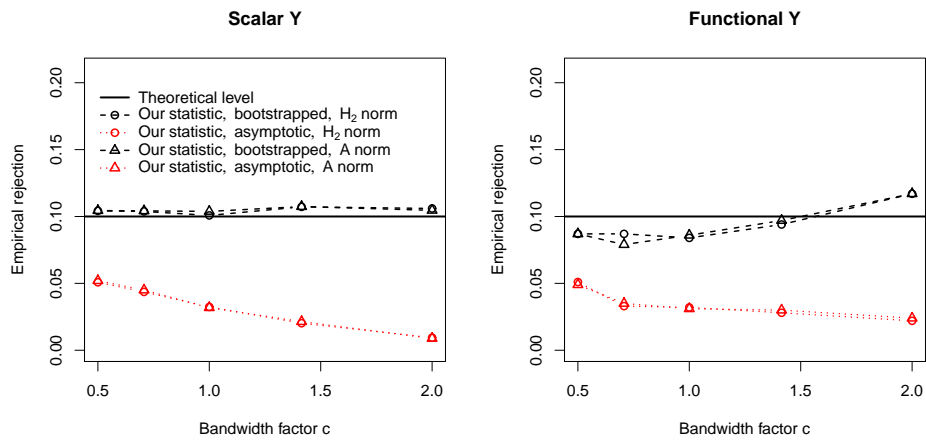 Scalar Y
Functional Y
Empirical rejection
0.20
0.15
0.10
0.05
0.00
Theoretical level
Our statistic, bootstrapped, H2 norm
Our statistic, asymptotic, H2 norm
Our statistic, bootstrapped, A norm
Our statistic, asymptotic, A norm
0.5
1.0
1.5
2.0
Bandwidth factor c
Empirical rejection
0.20
0.15
0.10
0.05
0.00
0.5
1.0
1.5
2.0
Bandwidth factor c